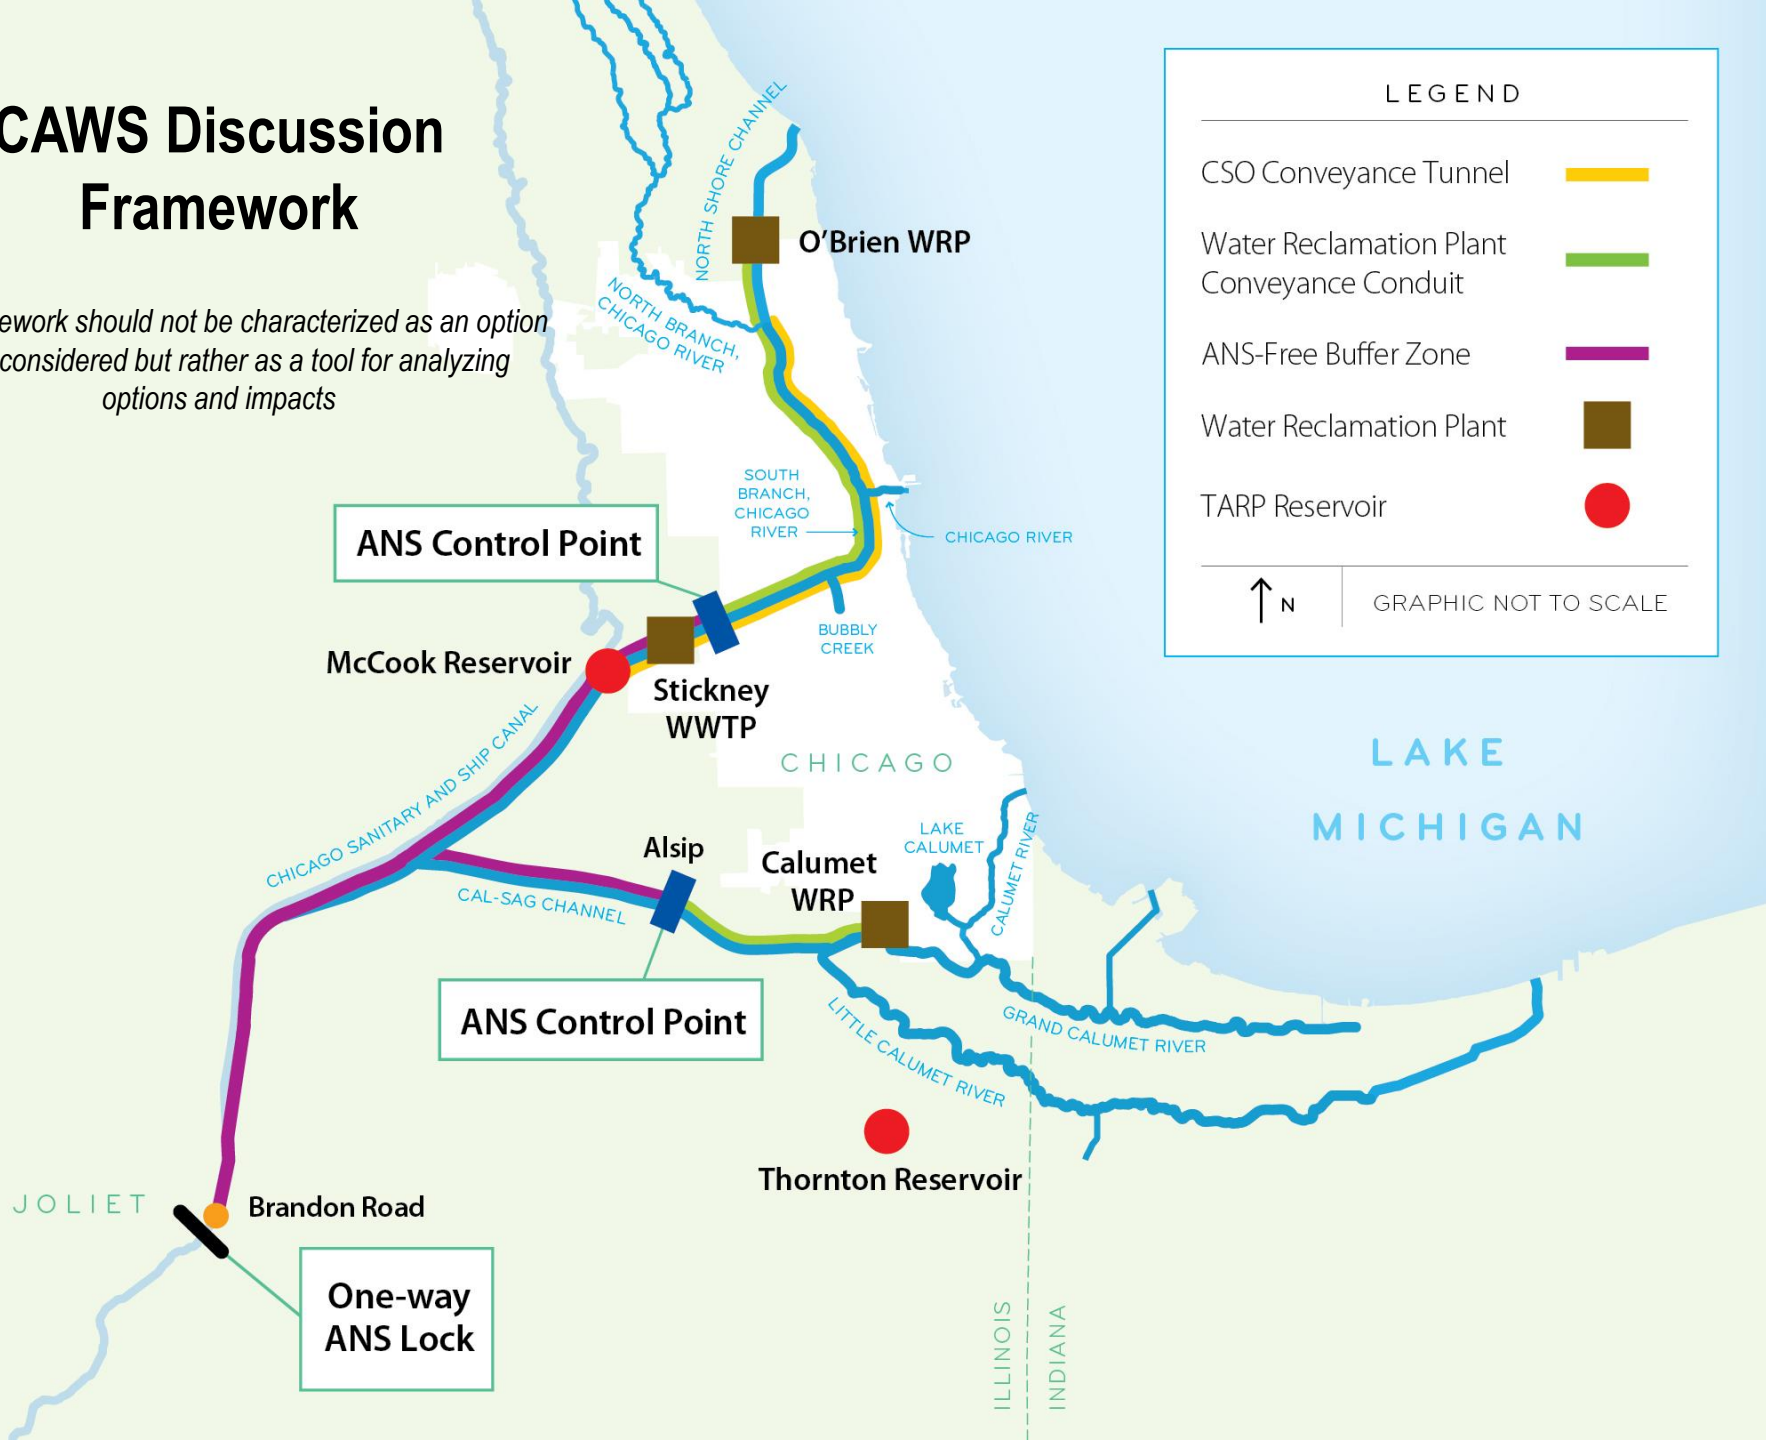 CAWS Discussion
Framework
ework should not be characterized as an option
considered but rather as a tool for analyzing
options and impacts
LEGEND
CSO Conveyance Tunnel
Water Reclamation Plant
Conveyance Conduit
ANS-Free Buffer Zone
Water Reclamation Plant
TARP Reservoir
N
GRAPHIC NOT TO SCALE
NORTH SHORE CHANNEL
O'Brien WRP
NORTH BRANCH,
CHICAGO RIVER
SOUTH
BRANCH,
CHICAGO
RIVER
CHICAGO RIVER
ANS Control Point
BUBBLY
CREEK
McCook Reservoir
Stickney
WWTP
CHICAGO SANITARY AND SHIP CANAL
CHICAGO
LAKE
MICHIGAN
LAKE
CALUMET
CALUMET RIVER
Alsip
Calumet
WRP
CAL-SAG CHANNEL
ANS Control Point
GRAND CALUMET RIVER
LITTLE CALUMET RIVER
Thornton Reservoir
JOLIET
Brandon Road
One-way
ANS Lock
ILLINOIS
INDIANA